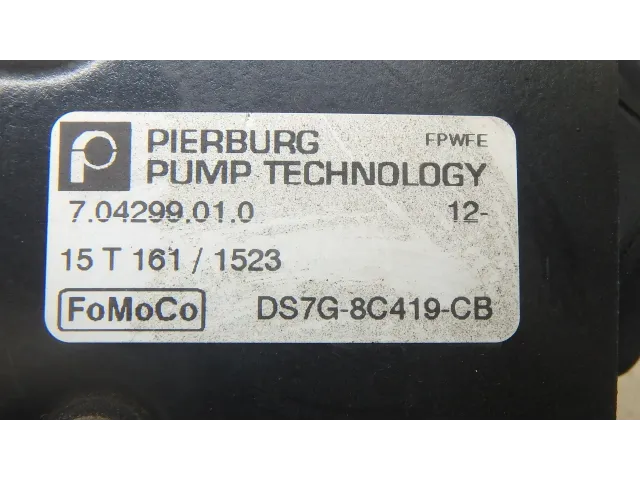 PIERBURG FPWFE
PUMP TECHNOLOGY
7.04299.01.0 12-
15 T 161 / 1523
FoMoCo DS7G-8C419-CB